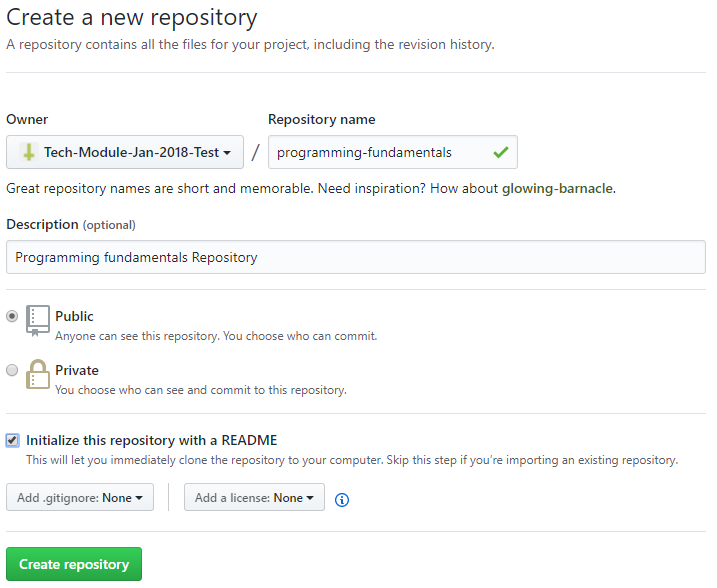 Create a new repository
A repository contains all the files for your project, including the revision history.
Owner
Repository name
Tech-Module-Jan-2018-Test / programming-fundamentals
Great repository names are short and memorable. Need inspiration? How about glowing-barnacle.
Description (optional)
Programming fundamentals Repository
Public
Anyone can see this repository. You choose who can commit.
Private
You choose who can see and commit to this repository.
Initialize this repository with a README
This will let you immediately clone the repository to your computer. Skip this step if you're importing an existing repository.
Add .gitignore: None Add a license: None
Create repository